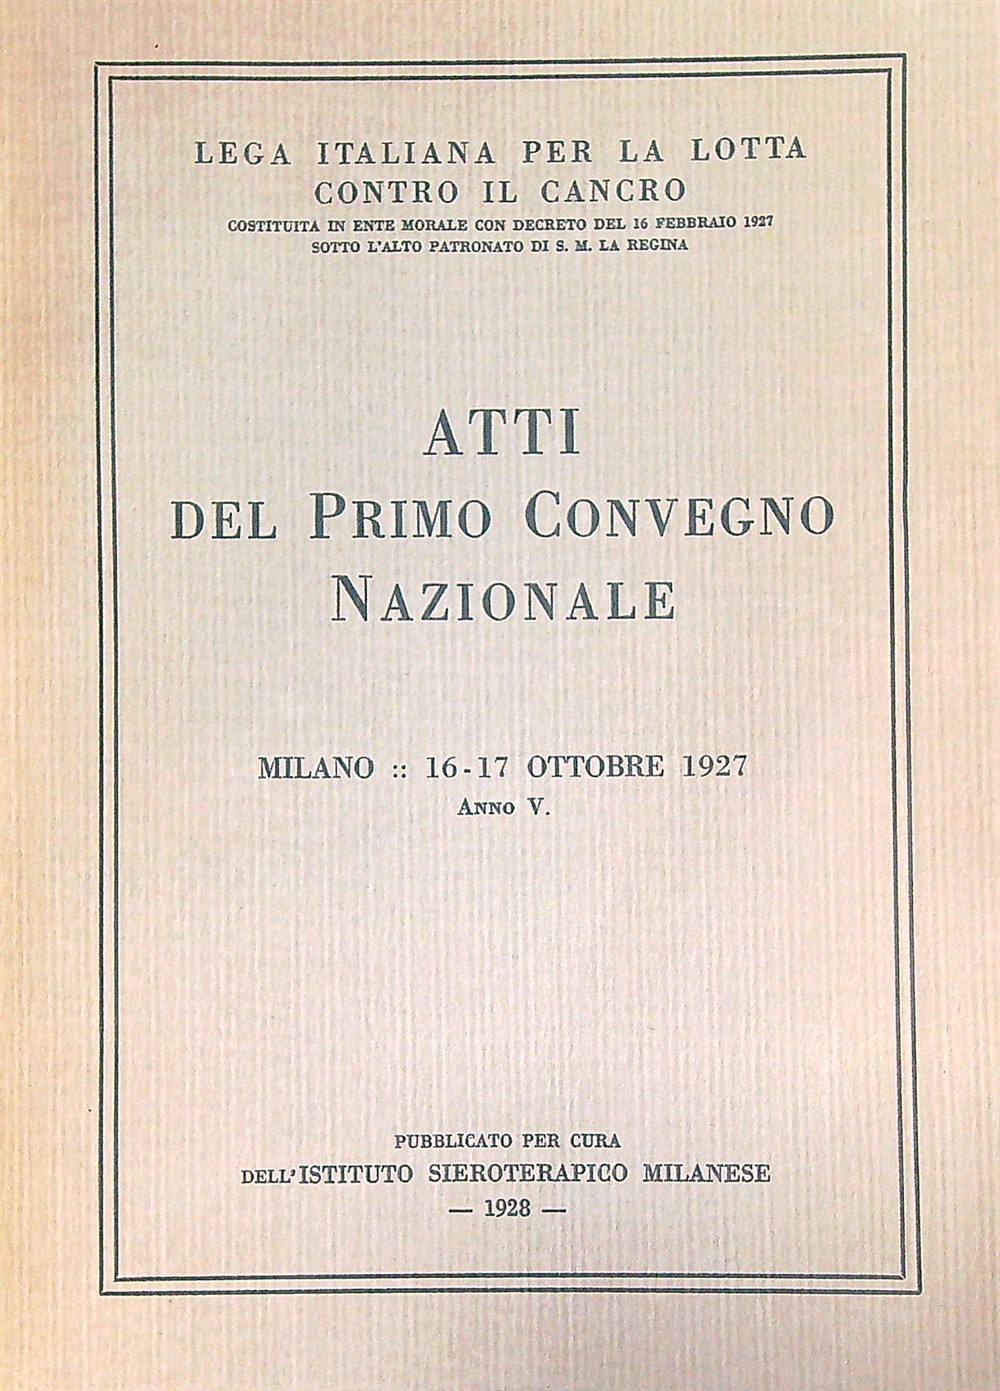 LEGA ITALIANA PER LA LOTTA
CONTRO IL CANCRO
COSTITUITA IN ENTE MORALE CON DECRETO DEL 16 FEBBRAIO 1927
SOTTO L'ALTO PATRONATO DI S. M. LA REGINA
ATTI
DEL PRIMO CONVEGNO
NAZIONALE
MILANO :: 16-17 OTTOBRE 1927
ANNO V.
PUBBLICATO PER CURA
DELL'ISTITUTO SIEROTERAPICO MILANESE
— 1928 —